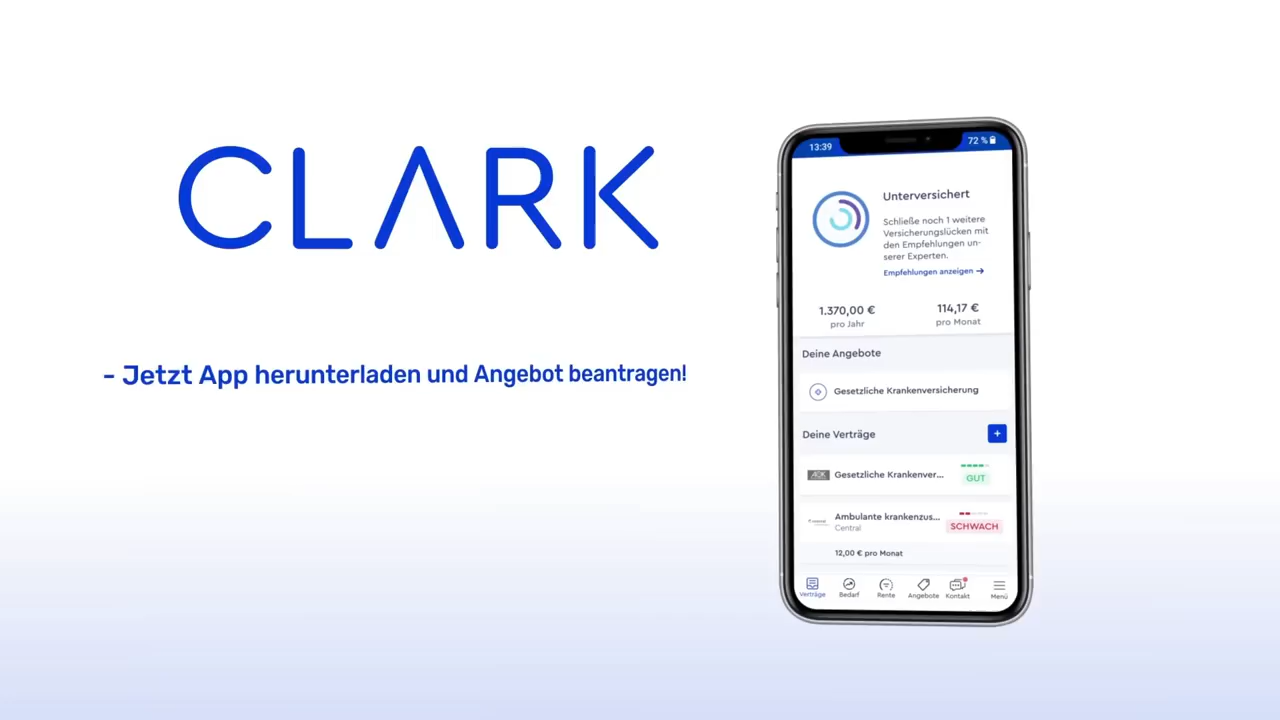 CLARK
- Jetzt App herunterladen und Angebot beantragen!
13:39
72 %
Unterversichert
Schließe noch 1 weitere
Versicherungslücken mit
den Empfehlungen un-
serer Experten.
Empfehlungen anzeigen →
1.370,00 €
pro Jahr
114,17 €
pro Monat
Deine Angebote
Gesetzliche Krankenversicherung
Deine Verträge
+
AOK
Gesetzliche Krankenver...
GUT
Ambulante krankenzus...
Central
SCHWACH
12,00 € pro Monat
Verträge
Bedarf
Rente
Angebote
Kontakt
Menü